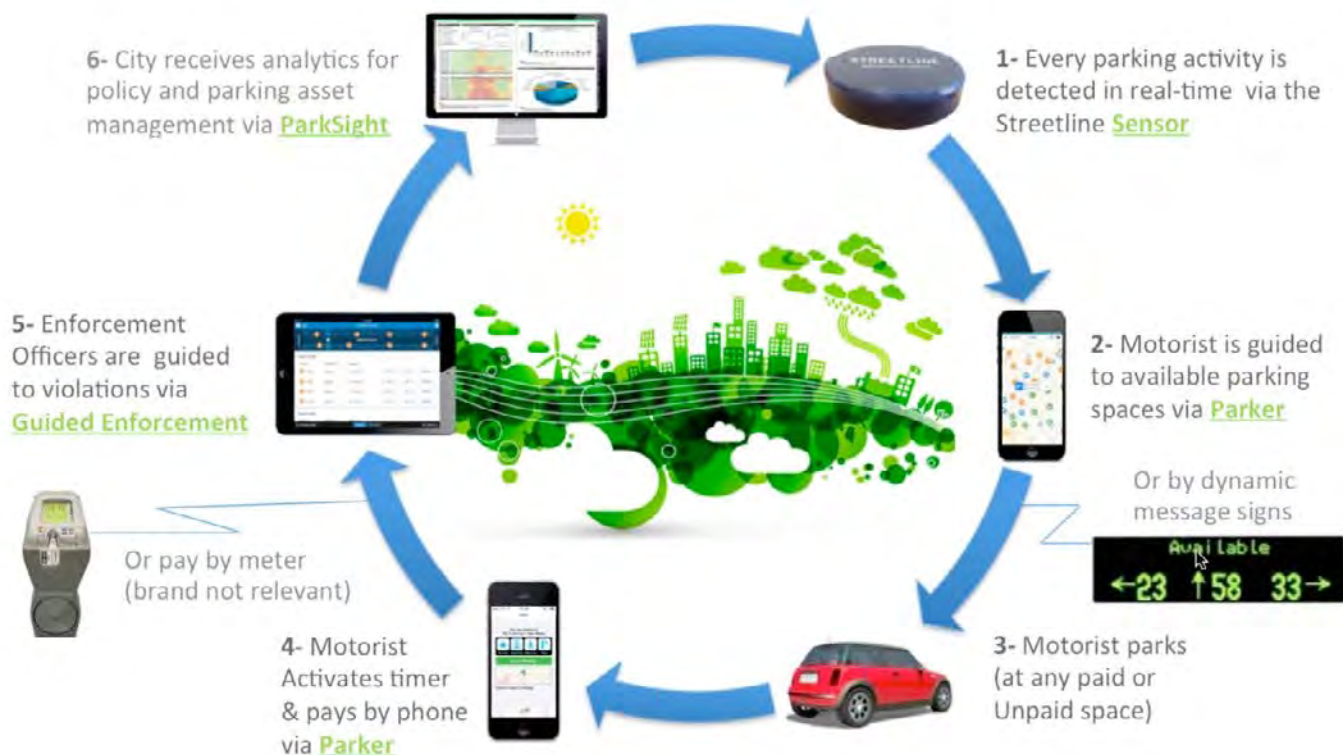 6- City receives analytics for
policy and parking asset
management via ParkSight
STREETLINE
1- Every parking activity is
detected in real-time via the
Streetline Sensor
5- Enforcement
Officers are guided
to violations via
Guided Enforcement
2- Motorist is guided
to available parking
spaces via Parker
Or by dynamic
message signs
Available
←23 ↑58 33→
Or pay by meter
(brand not relevant)
4- Motorist
Activates timer
& pays by phone
via Parker
3- Motorist parks
(at any paid or
Unpaid space)